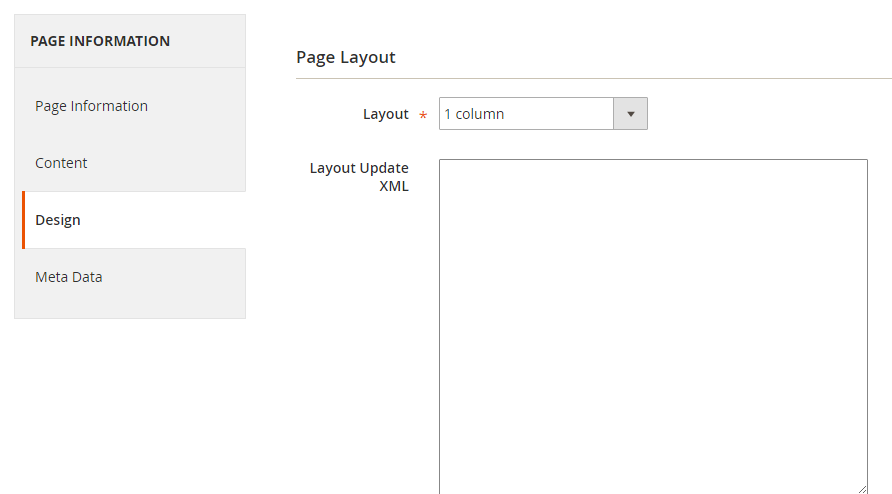 PAGE INFORMATION
Page Information
Content
Design
Meta Data
Page Layout
Layout *
1 column
Layout Update
XML